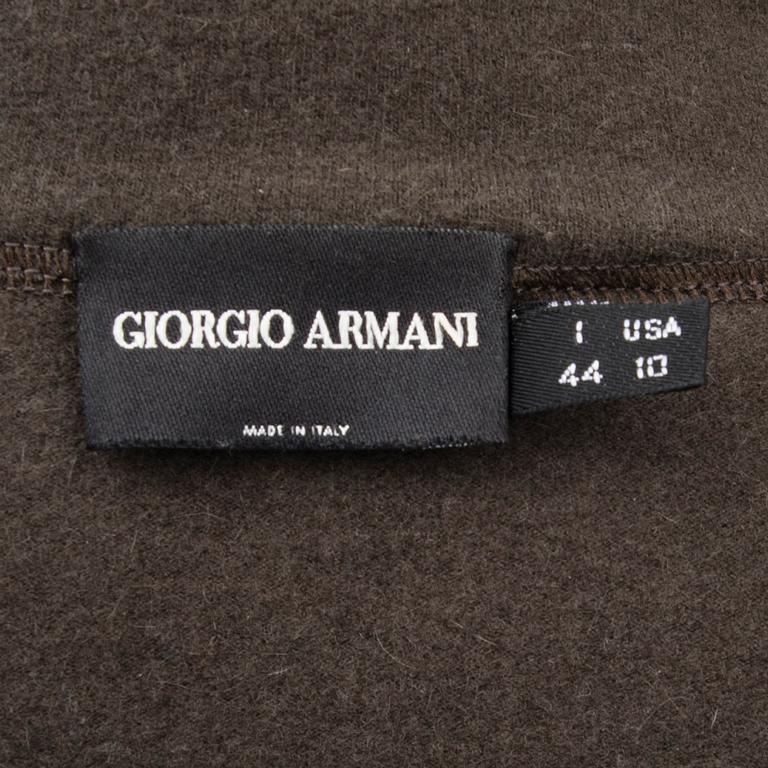 GIORGIO ARMANI
MADE IN ITALY
I USA
44 10